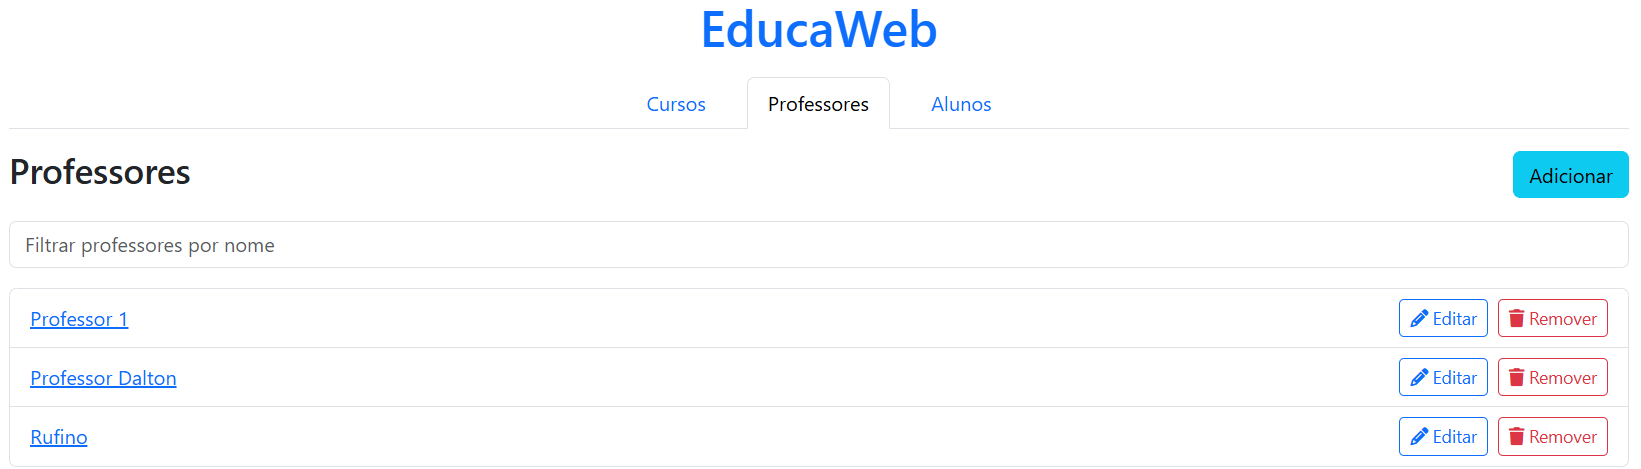 EducaWeb
Cursos Professores Alunos
Professores Adicionar
Filtrar professores por nome
Professor 1 Editar Remover
Professor Dalton Editar Remover
Rufino Editar Remover